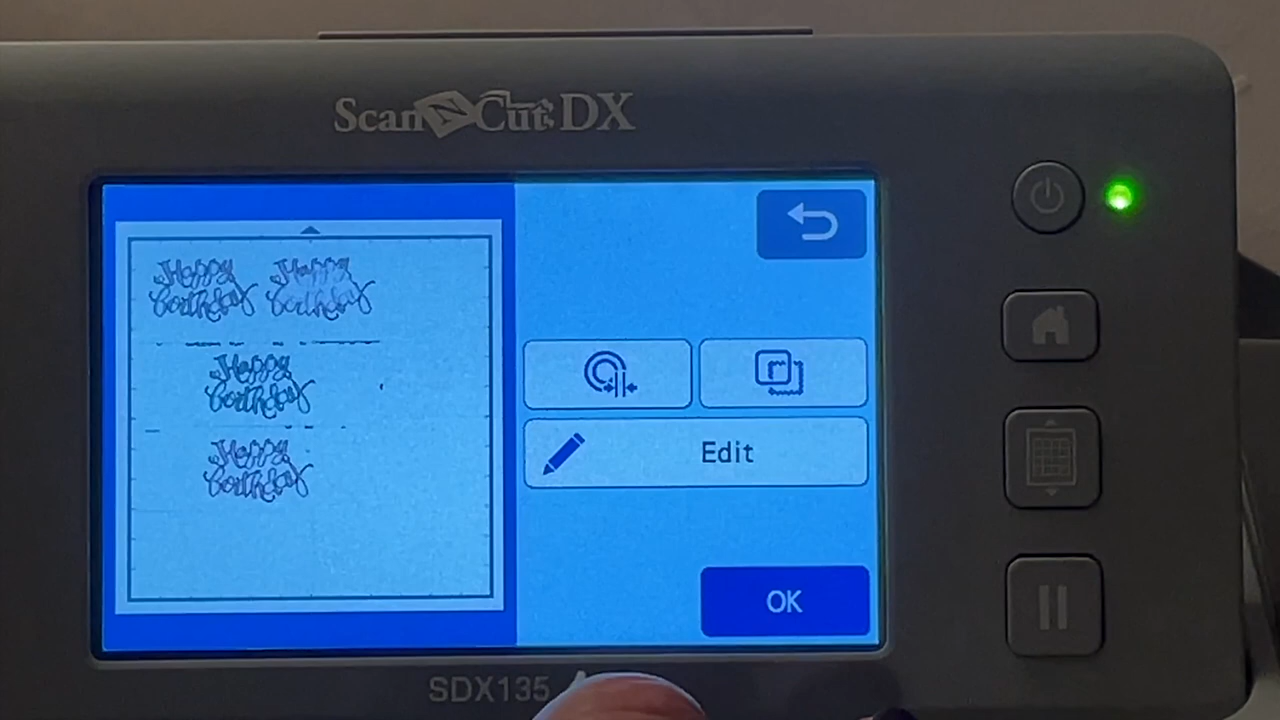 ScanNCut DX
Happy Happy
birthday birthday
Happy
birthday
Happy
birthday
Edit
OK
SDX135